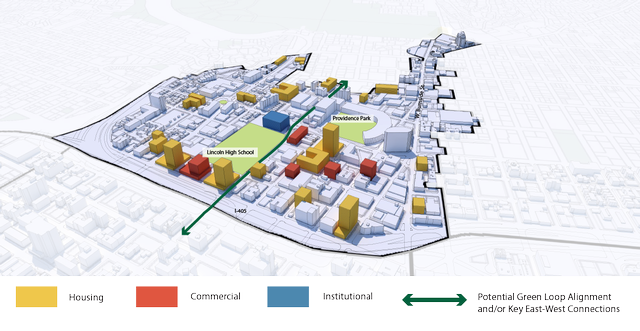 Providence Park
Lincoln High School
I-405
Housing
Commercial
Institutional
Potential Green Loop Alignment
and/or Key East-West Connections